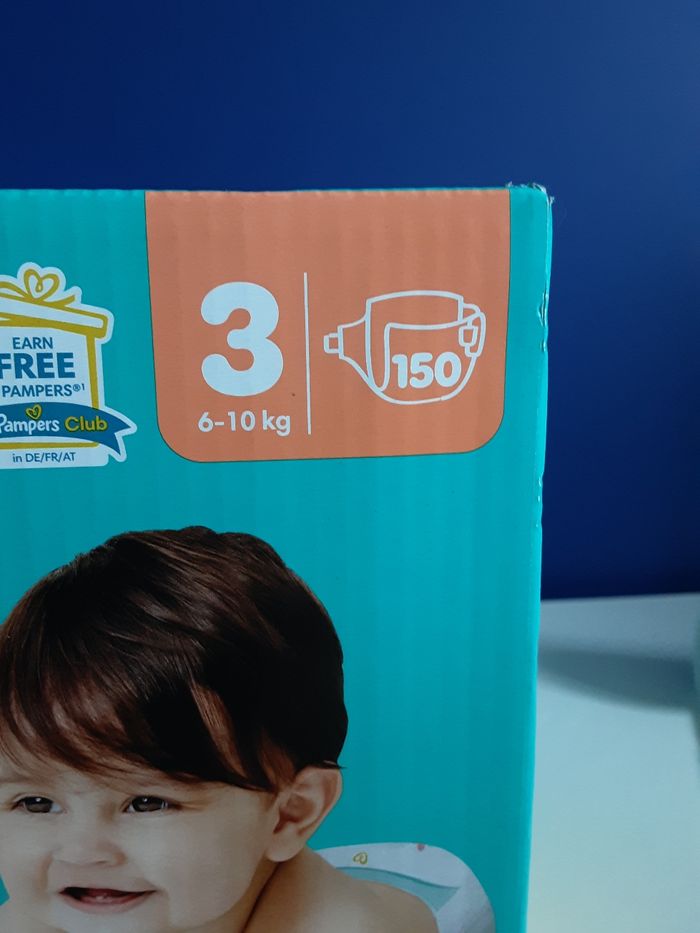 EARN
FREE
PAMPERS®¹
Pampers Club
in DE/FR/AT
3
6-10 kg
150